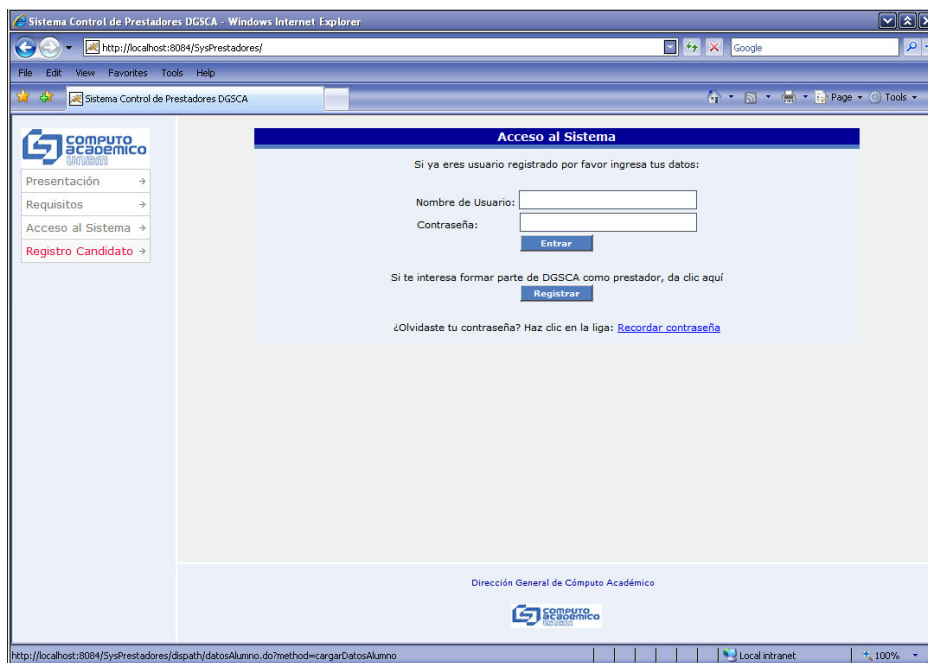 Sistema Control de Prestadores DGSCA - Windows Internet Explorer
http://localhost:8084/SysPrestadores/
Google
File Edit View Favorites Tools Help
Sistema Control de Prestadores DGSCA
Page
Tools
COMPUTO
académico
UNAM
Presentación
Requisitos
Acceso al Sistema
Registro Candidato
Acceso al Sistema
Si ya eres usuario registrado por favor ingresa tus datos:
Nombre de Usuario:
Contraseña:
Entrar
Si te interesa formar parte de DGSCA como prestador, da clic aquí
Registrar
¿Olvidaste tu contraseña? Haz clic en la liga: Recordar contraseña
Dirección General de Cómputo Académico
COMPUTO
académico
http://localhost:8084/SysPrestadores/dispath/datosAlumno.do?method=cargarDatosAlumno
Local intranet
100%